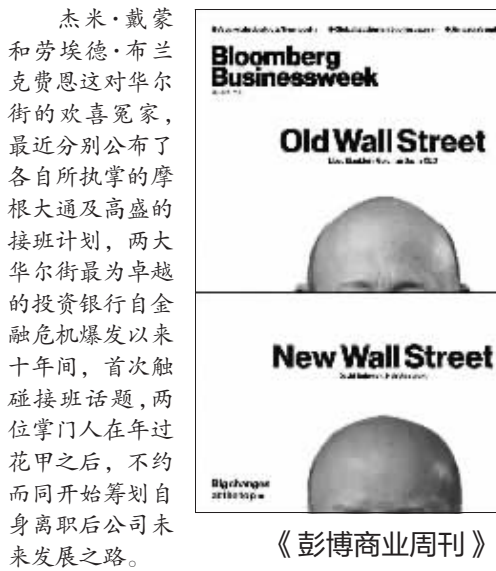 杰米·戴蒙
和劳埃德·布兰
克费恩这对华尔
街的欢喜冤家，
最近分别公布了
各自所执掌的摩
根大通及高盛的
接班计划，两大
华尔街最为卓越
的投资银行自金
融危机爆发以来
十年间，首次触
碰接班话题，两
位掌门人在年过
花甲之后，不约
而同开始筹划自
身离职后公司未
来发展之路。
Bloomberg
Businessweek
Old Wall Street
New Wall Street
Big changes
at the top
《彭博商业周刊》